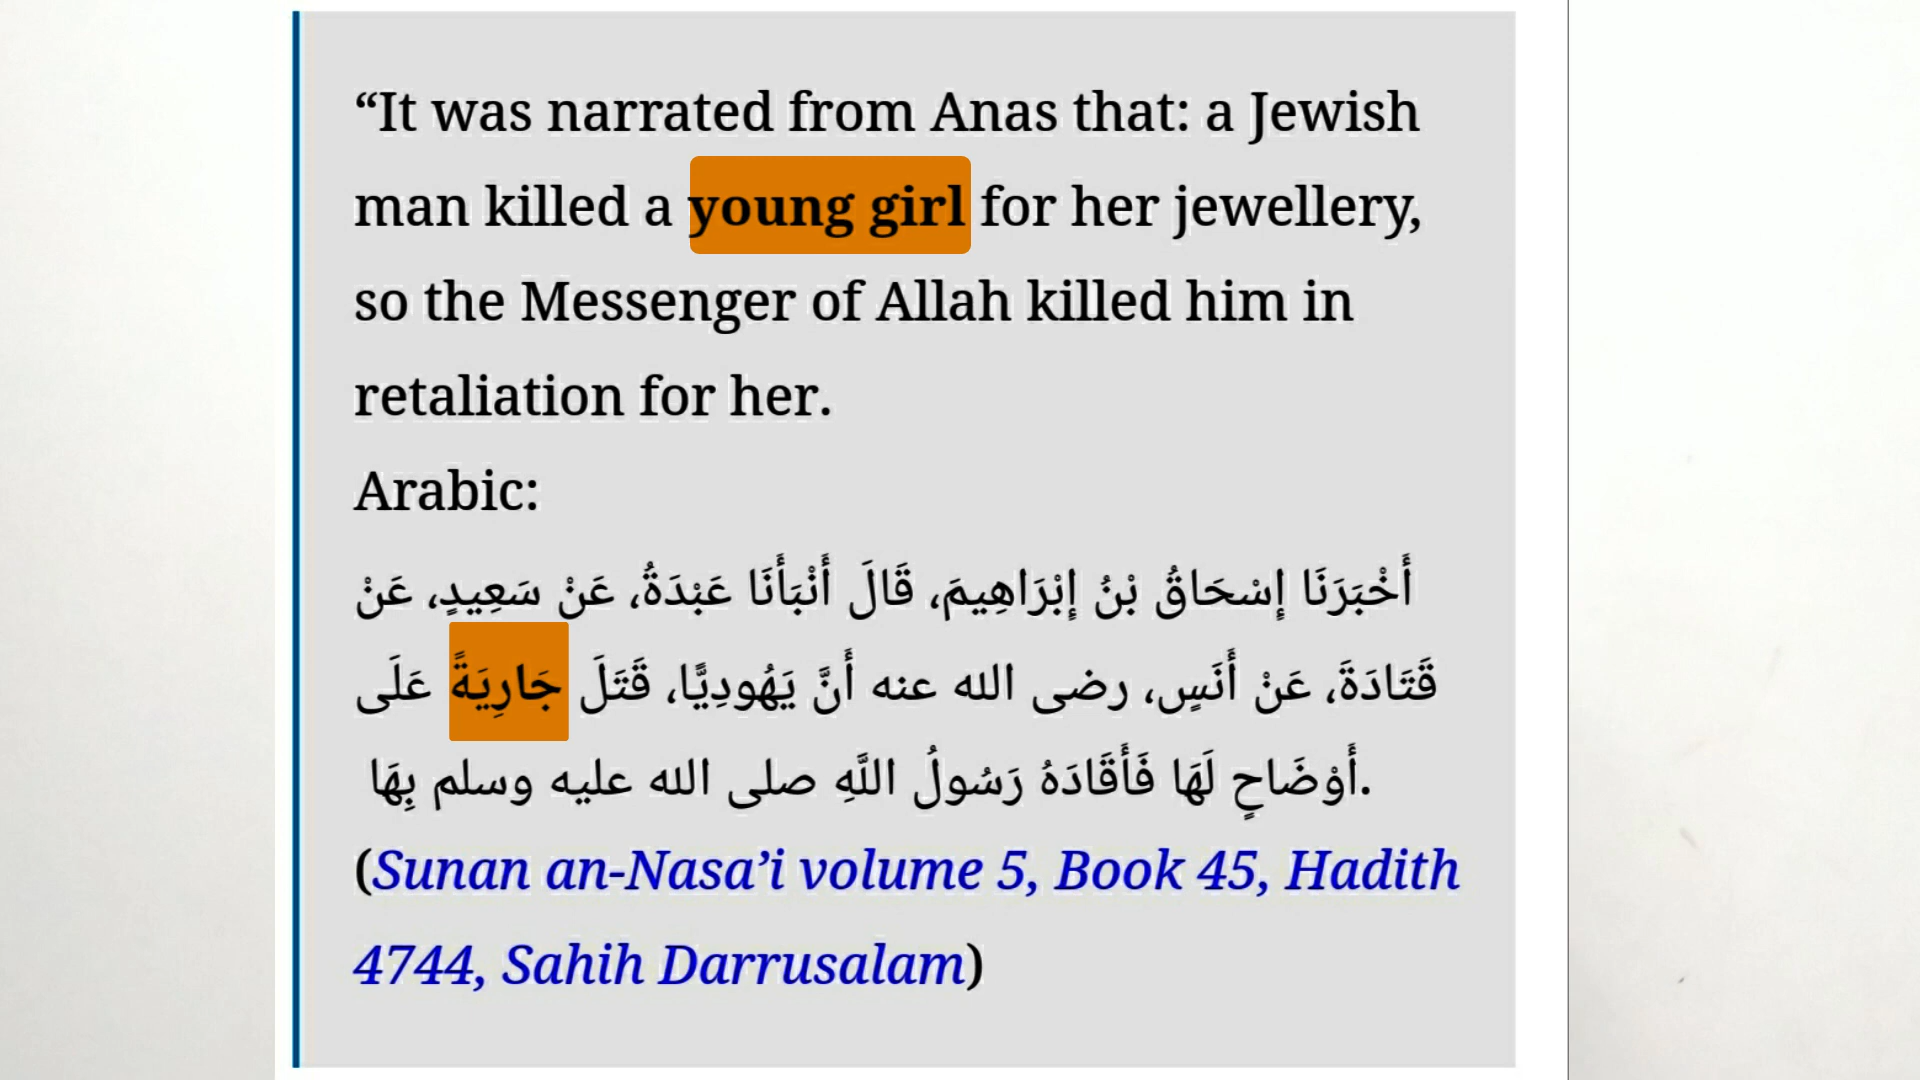 “It was narrated from Anas that: a Jewish
man killed a young girl for her jewellery,
so the Messenger of Allah killed him in
retaliation for her.
Arabic:
أَخْبَرَنَا إِسْحَاقُ بْنُ إِبْرَاهِيمَ، قَالَ أَنْبَأَنَا عَبْدَةُ، عَنْ سَعِيدٍ، عَنْ
قَتَادَةَ، عَنْ أَنَسٍ، رضى الله عنه أَنَّ يَهُودِيًّا، قَتَلَ جَارِيَةً عَلَى
أَوْضَاحٍ لَهَا فَأَقَادَهُ رَسُولُ اللَّهِ صلى الله عليه وسلم بِهَا.
(Sunan an-Nasa’i volume 5, Book 45, Hadith
4744, Sahih Darrusalam)